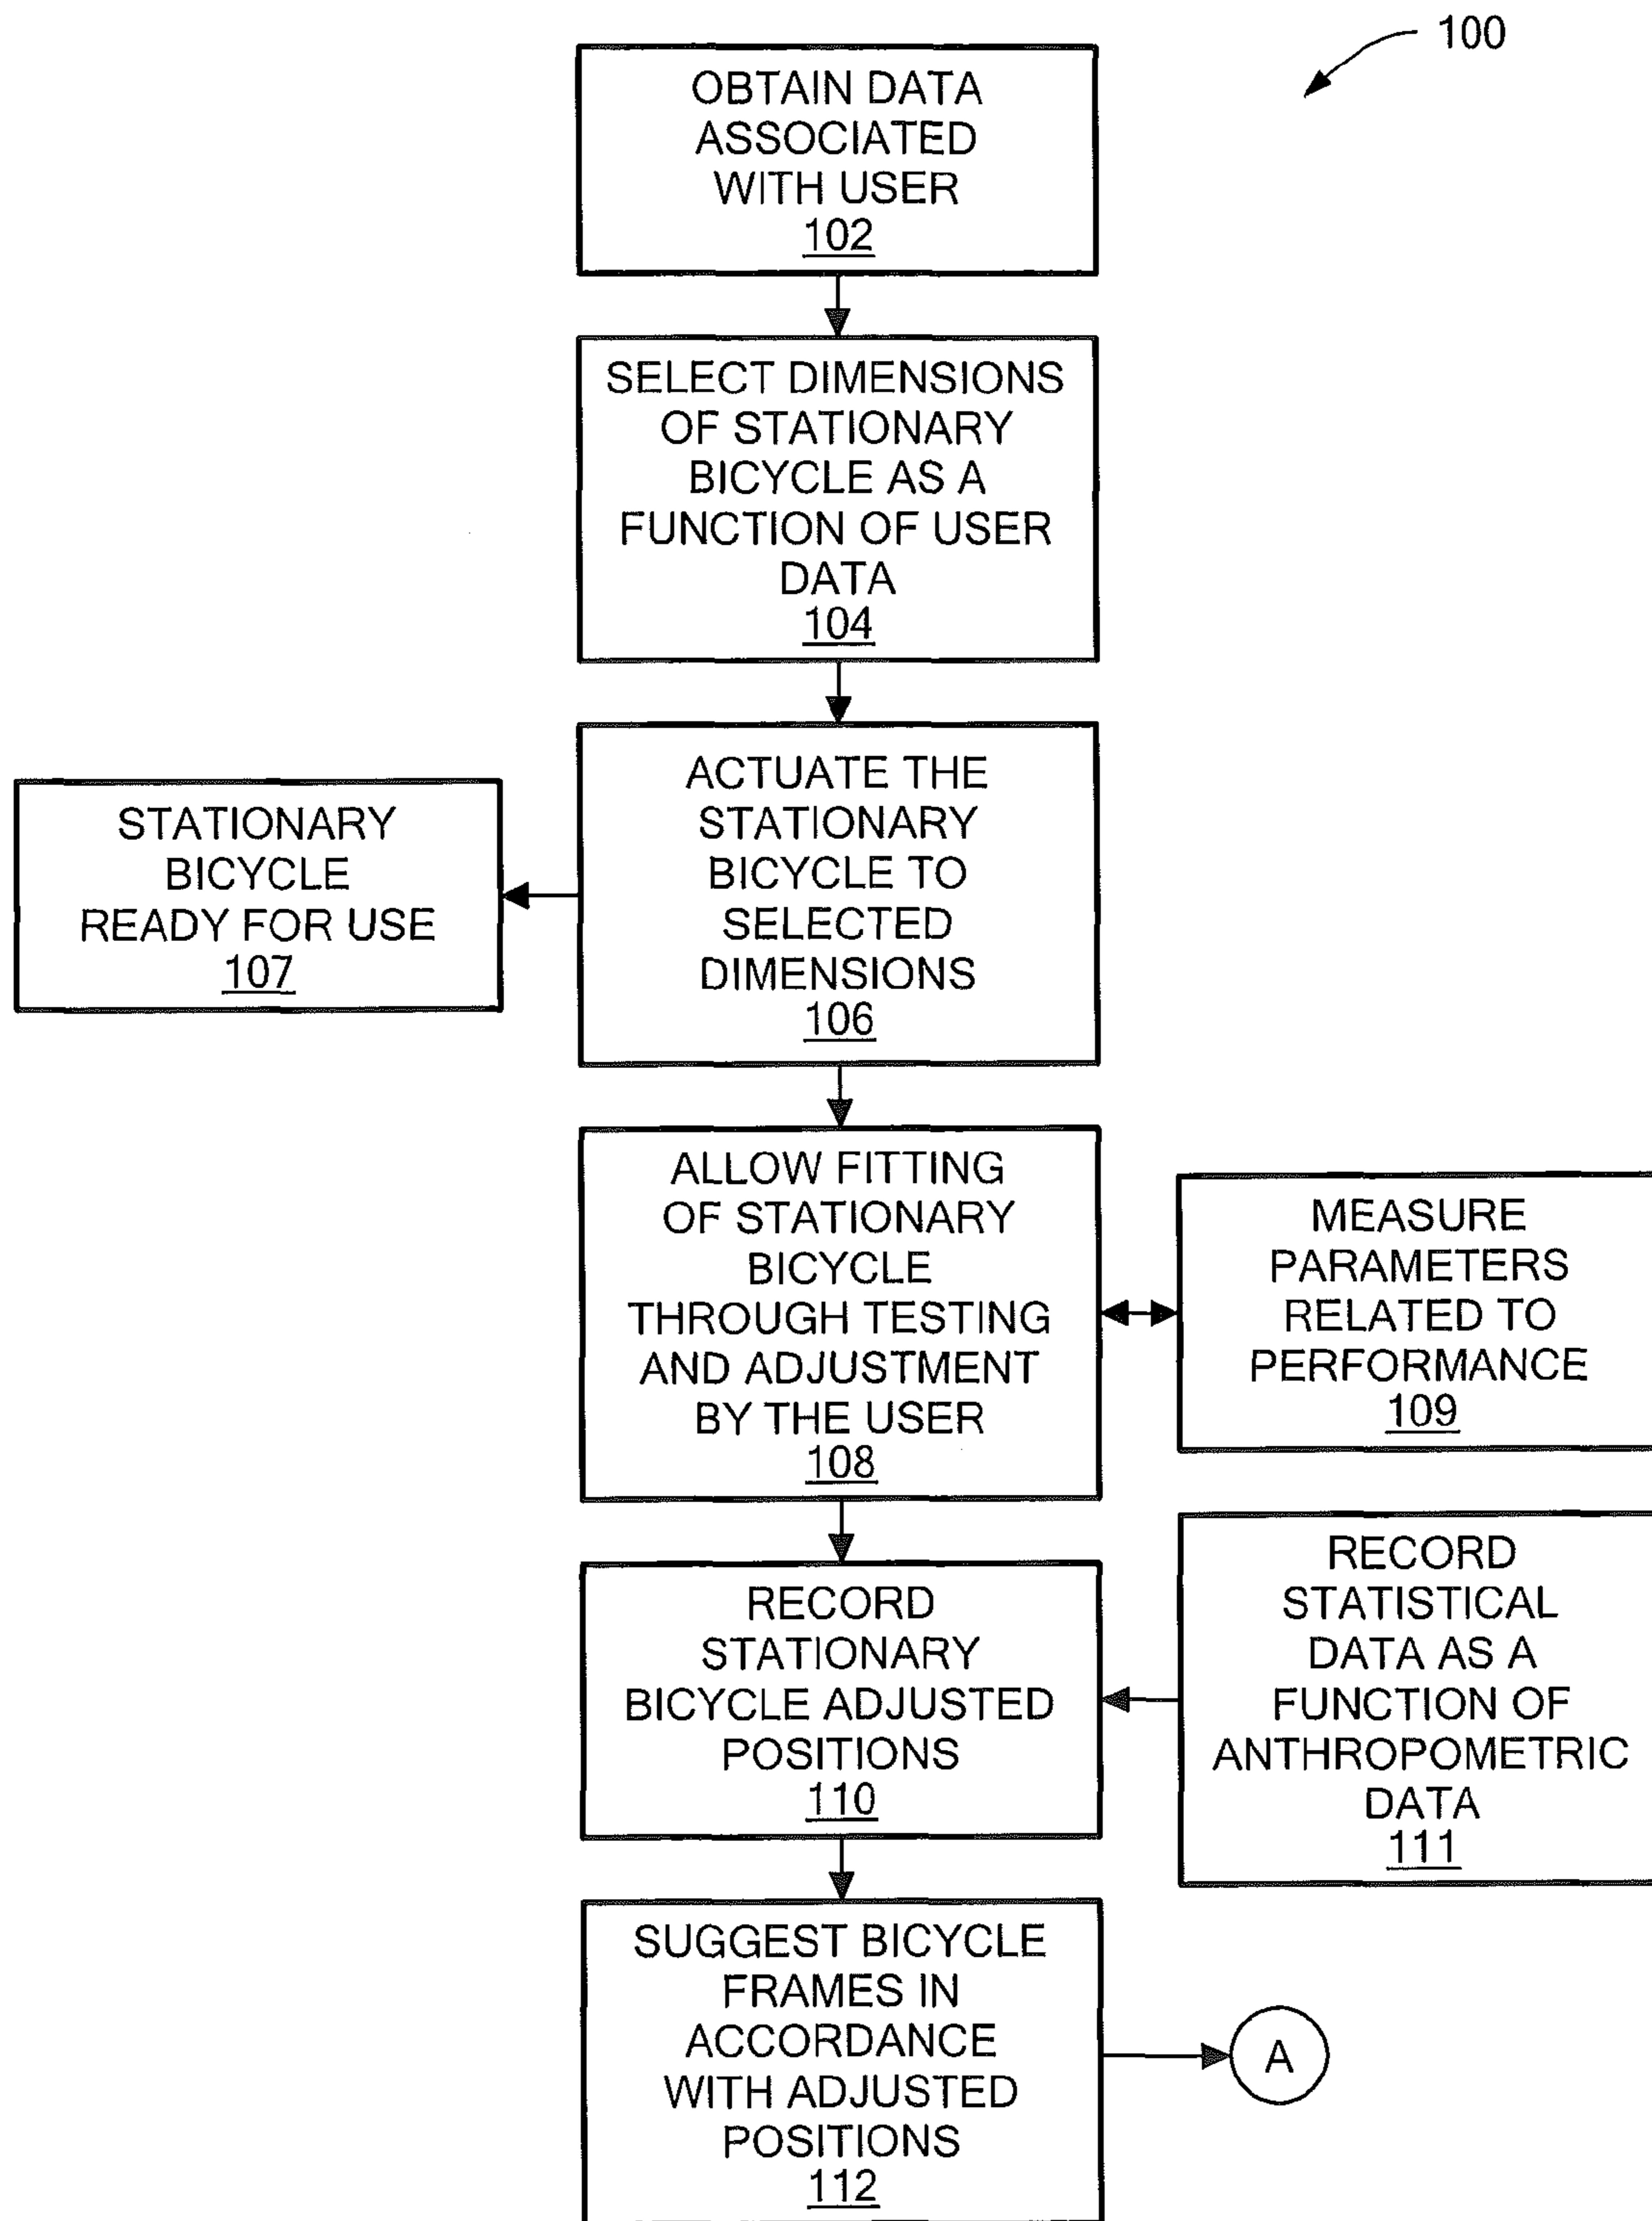 100
OBTAIN DATA
ASSOCIATED
WITH USER
102
SELECT DIMENSIONS
OF STATIONARY
BICYCLE AS A
FUNCTION OF USER
DATA
104
ACTUATE THE
STATIONARY
BICYCLE TO
SELECTED
DIMENSIONS
106
STATIONARY
BICYCLE
READY FOR USE
107
ALLOW FITTING
OF STATIONARY
BICYCLE
THROUGH TESTING
AND ADJUSTMENT
BY THE USER
108
MEASURE
PARAMETERS
RELATED TO
PERFORMANCE
109
RECORD
STATIONARY
BICYCLE ADJUSTED
POSITIONS
110
RECORD
STATISTICAL
DATA AS A
FUNCTION OF
ANTHROPOMETRIC
DATA
111
SUGGEST BICYCLE
FRAMES IN
ACCORDANCE
WITH ADJUSTED
POSITIONS
112
A